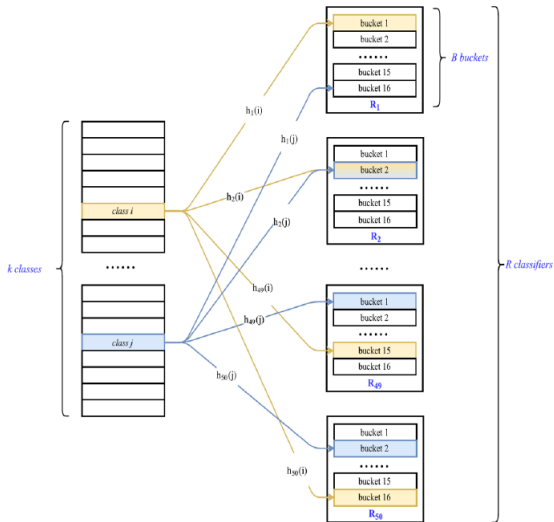 bucket 1
bucket 2
......
bucket 15
bucket 16
R1
B buckets
h1(i)
h1(j)
bucket 1
bucket 2
......
bucket 15
bucket 16
R2
h2(i)
h2(j)
class i
k classes
......
......
R classifiers
h49(i)
h49(j)
bucket 1
bucket 2
......
bucket 15
bucket 16
R49
class j
h50(j)
h50(i)
bucket 1
bucket 2
......
bucket 15
bucket 16
R50